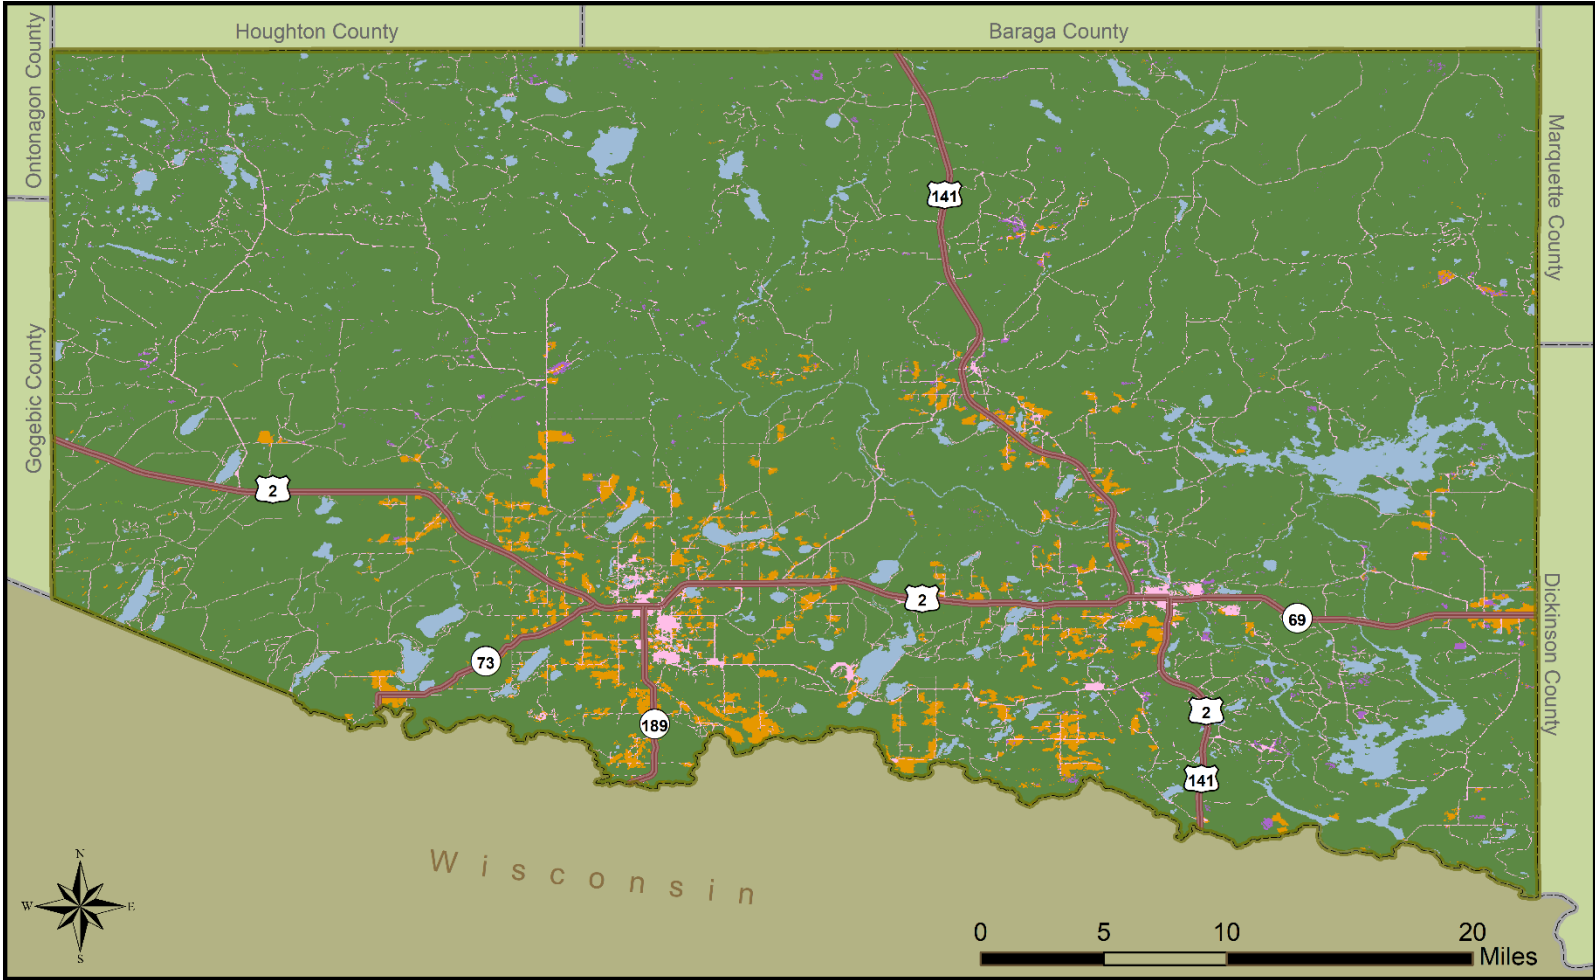 Houghton County
Baraga County
Ontonagon County
Marquette County
141
Gogebic County
2
2
69
Dickinson County
73
2
189
141
Wisconsin
N
W E
S
0 5 10 20
Miles